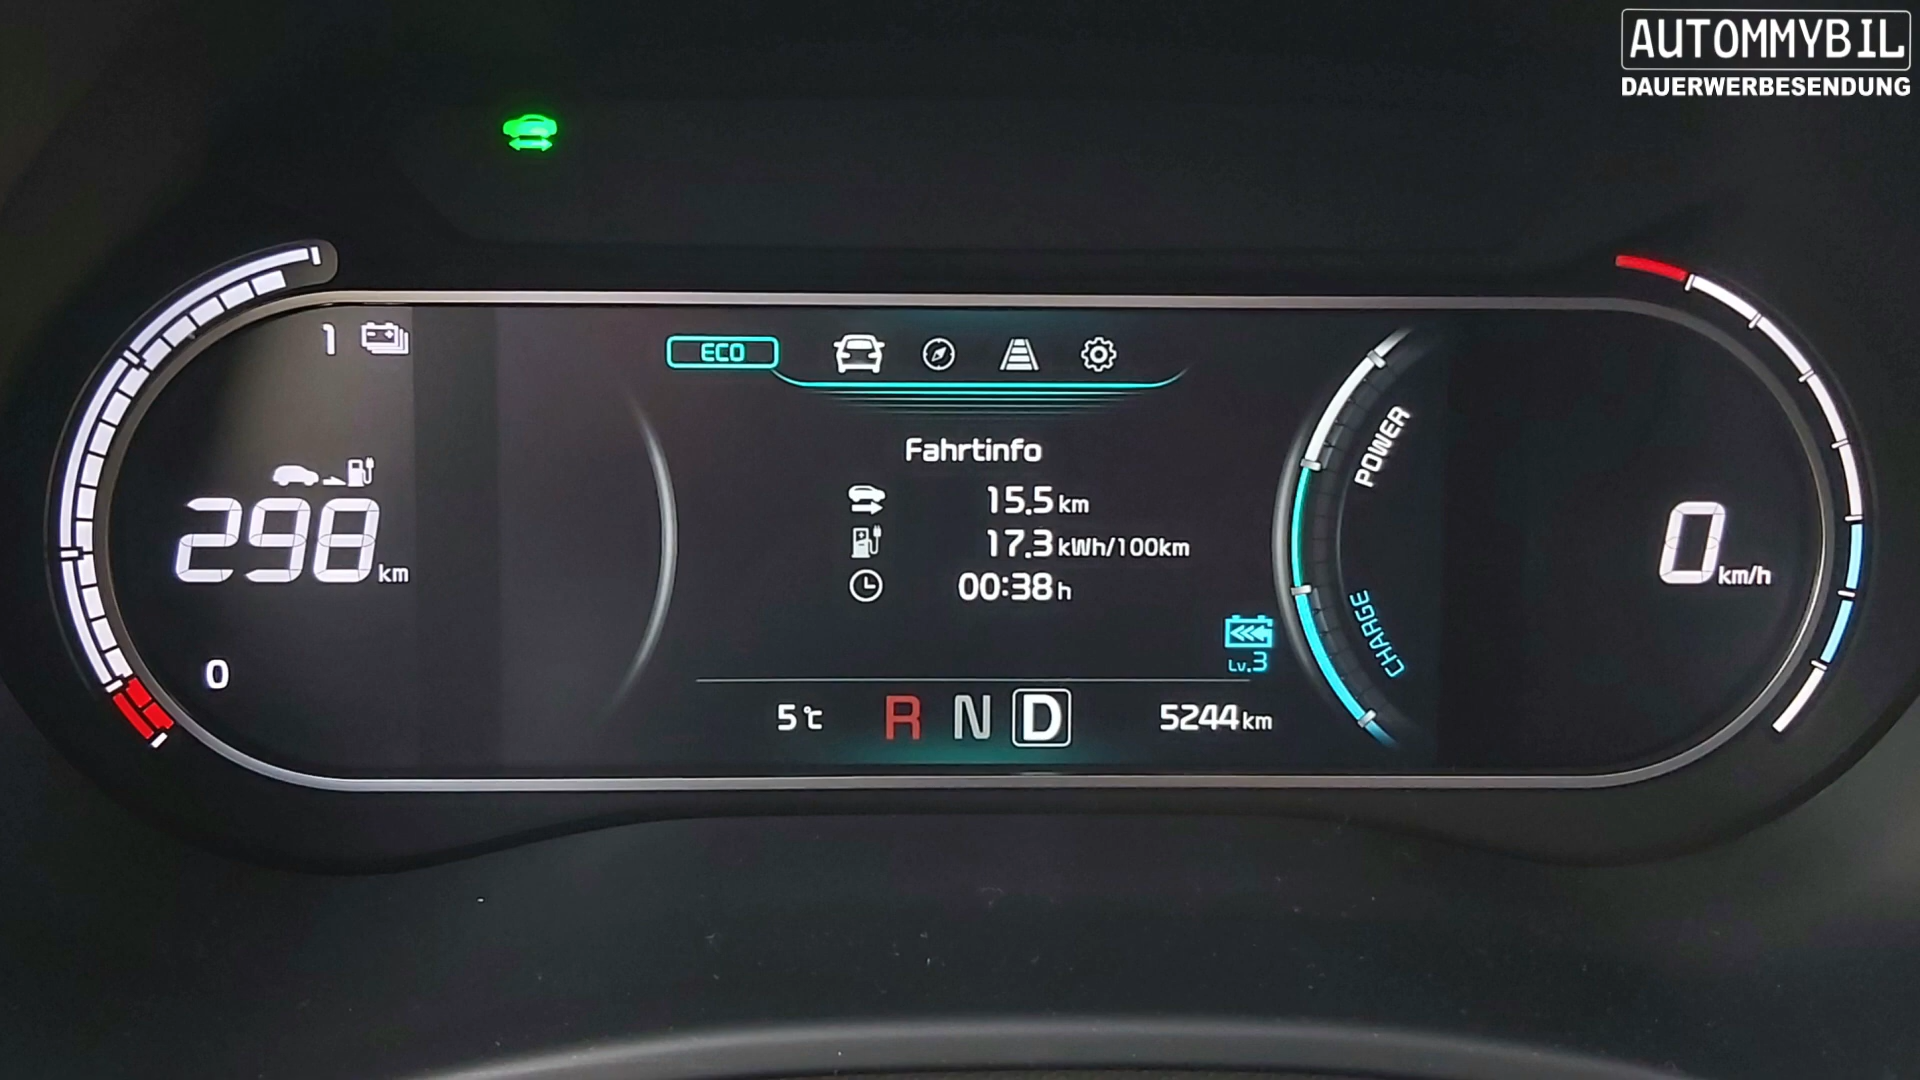 AUTOMMYBIL
DAUERWERBESENDUNG
1
ECO
Fahrtinfo
15.5 km
298 km
17.3 kWh/100km
0 km/h
00:38 h
POWER
CHARGE
Lv.3
0
5 °C R N D 5244 km